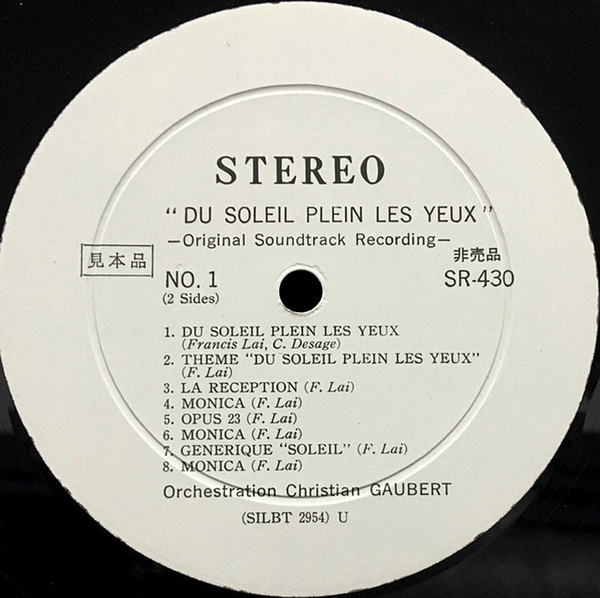 STEREO
"DU SOLEIL PLEIN LES YEUX"
—Original Soundtrack Recording—
見本品
非売品
NO. 1
SR-430
(2 Sides)
1. DU SOLEIL PLEIN LES YEUX
(Francis Lai, C. Desage)
2. THEME "DU SOLEIL PLEIN LES YEUX"
(F. Lai)
3. LA RECEPTION (F. Lai)
4. MONICA (F. Lai)
5. OPUS 23 (F. Lai)
6. MONICA (F. Lai)
7. GENERIQUE "SOLEIL" (F. Lai)
8. MONICA (F. Lai)
Orchestration Christian GAUBERT
(SILBT 2954) U